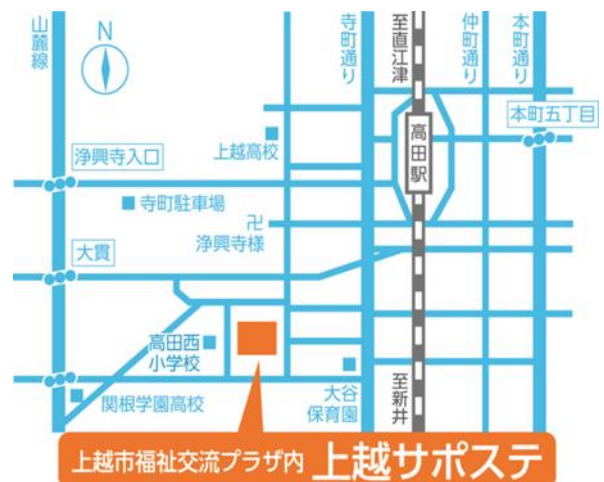 山麓線
N
寺町通り
至直江津
仲町通り
本町通り
本町五丁目
高田駅
上越高校
浄興寺入口
寺町駐車場
卍
浄興寺様
大貫
高田西
小学校
大谷
保育園
至新井
関根学園高校
上越市福祉交流プラザ内 上越サポステ